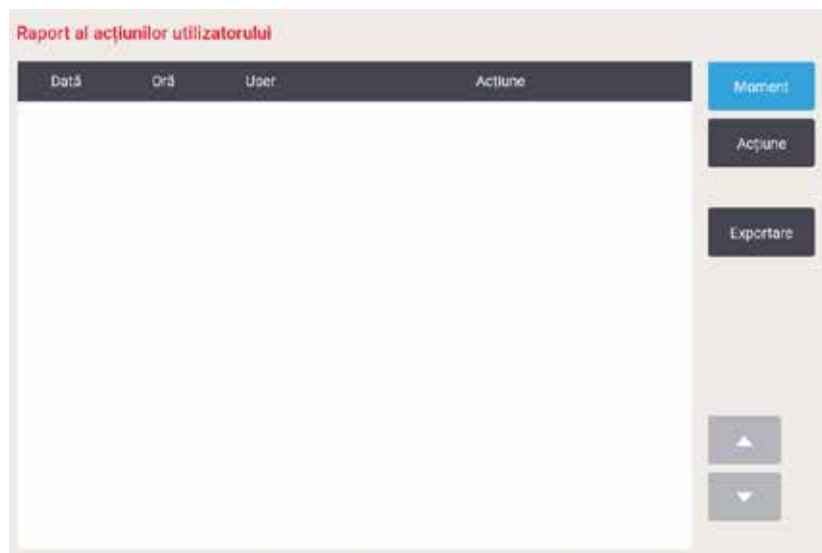 Raport al acțiunilor utilizatorului
Dată Oră User Acțiune
Moment
Acțiune
Exportare